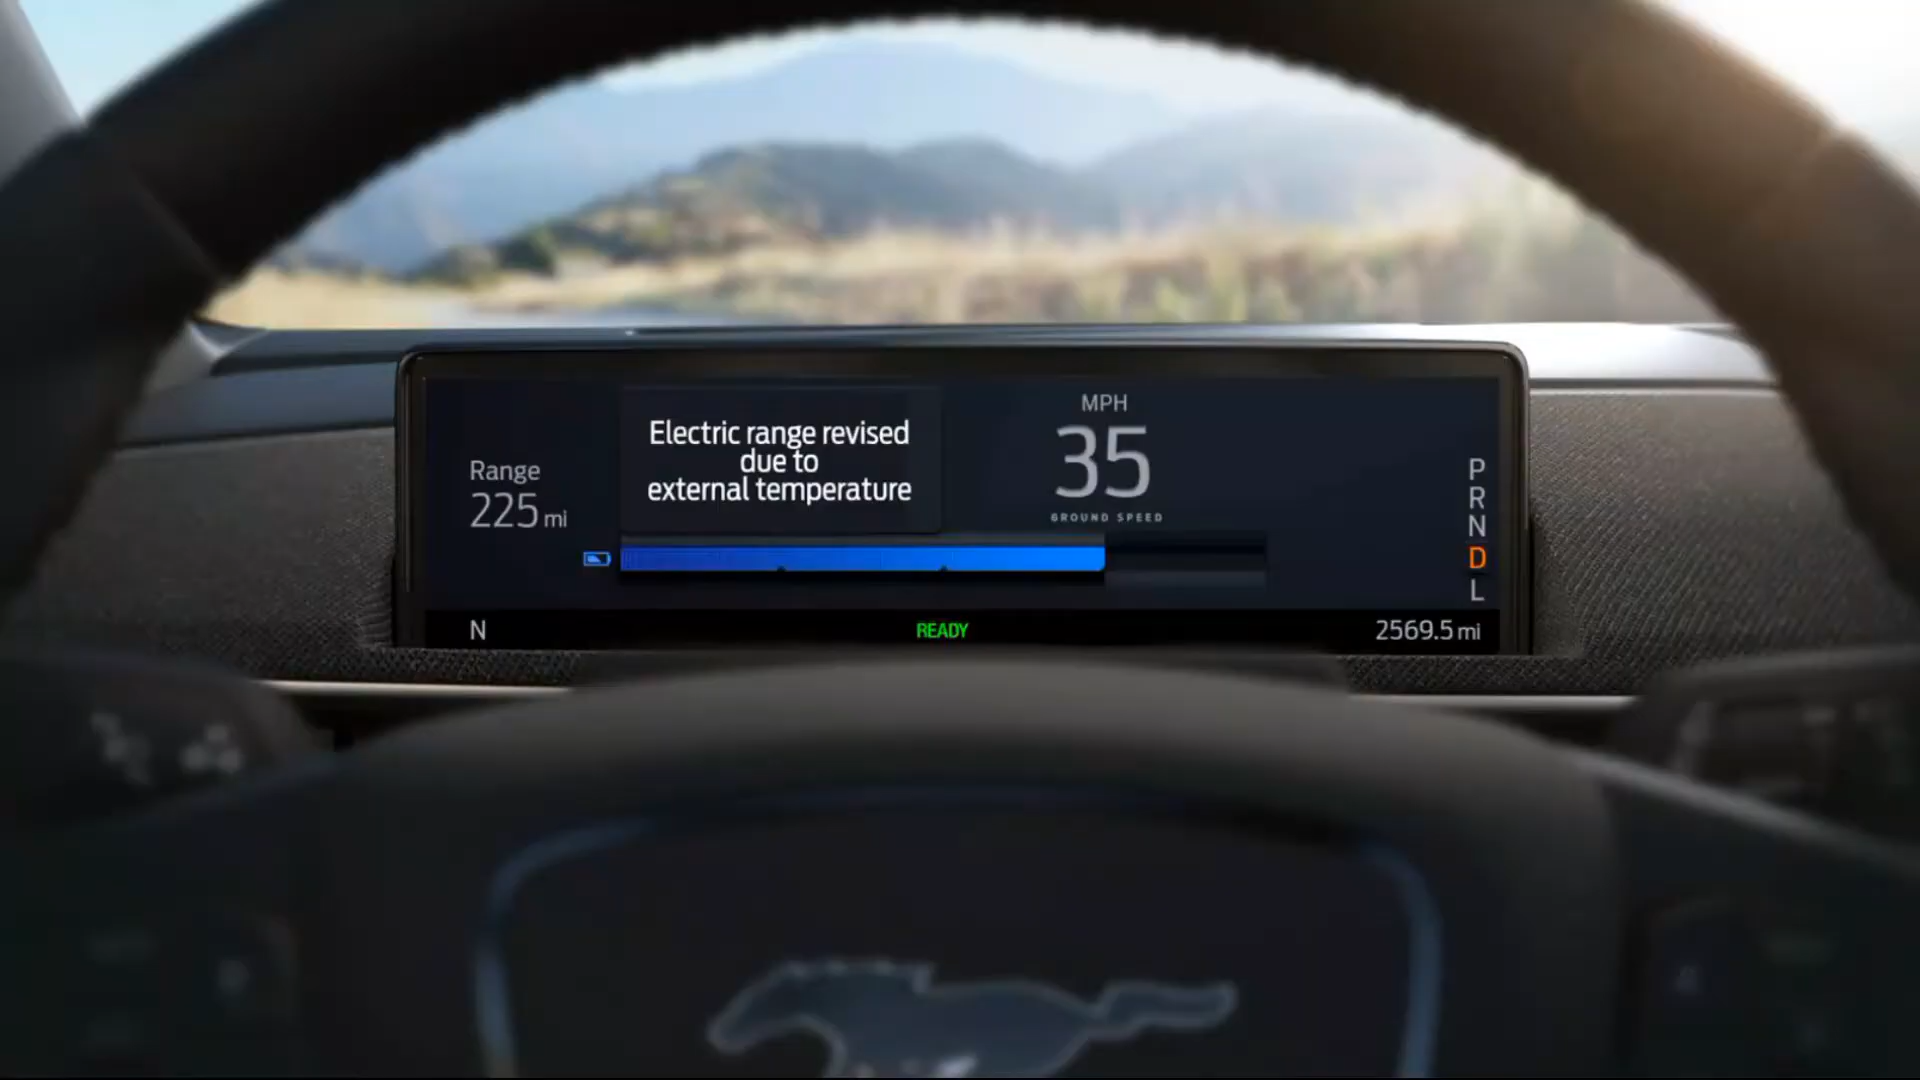 Range
225 mi
Electric range revised
due to
external temperature
MPH
35
GROUND SPEED
P
R
N
D
L
N
READY
2569.5 mi